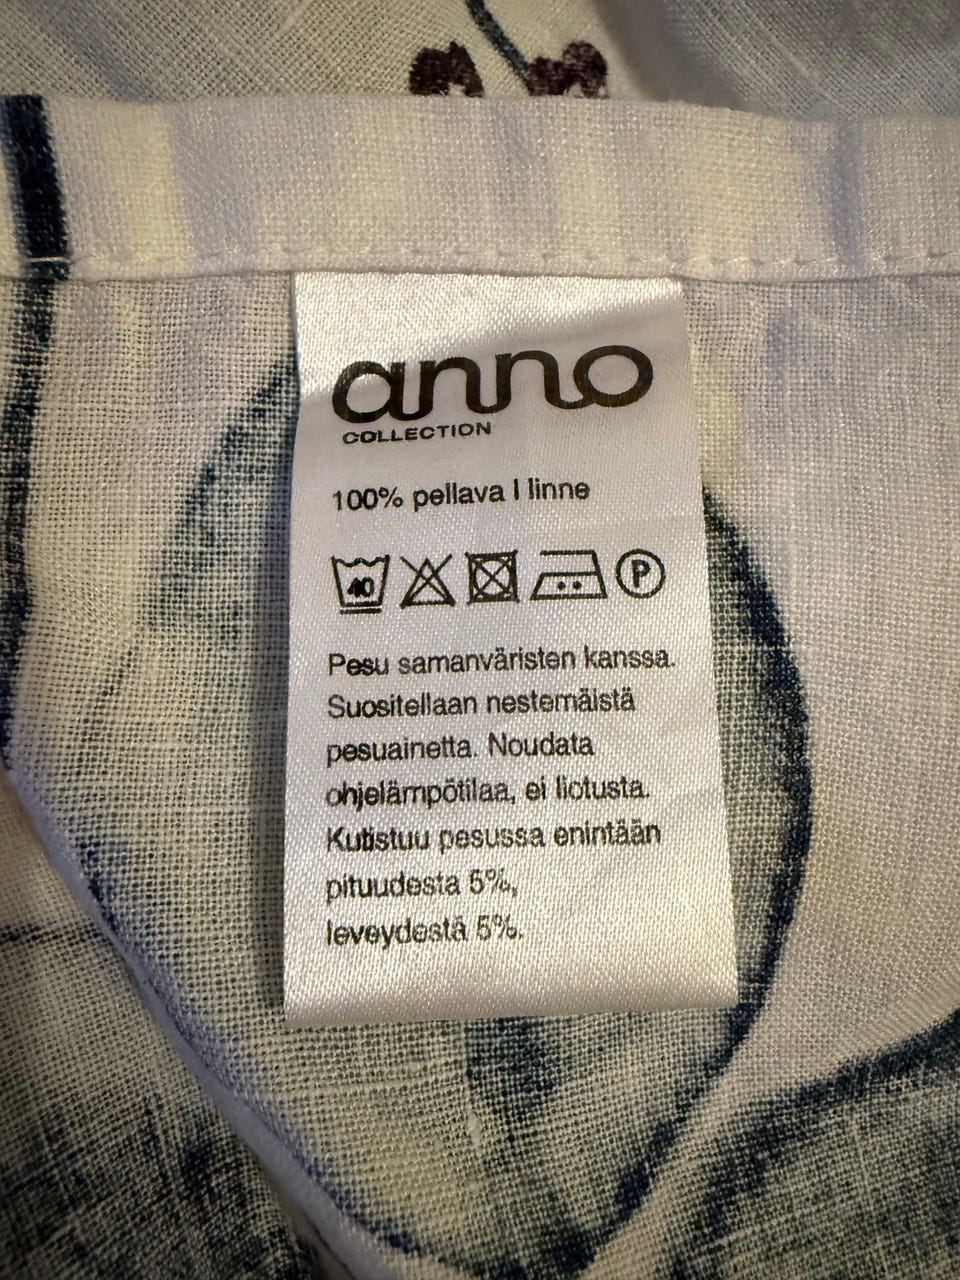 anno
COLLECTION
100% pellava | linne
40 P
Pesu samanväristen kanssa.
Suositellaan nestemäistä
pesuainetta. Noudata
ohjelämpötilaa, ei liotusta.
Kutistuu pesussa enintään
pituudesta 5%,
leveydestä 5%.